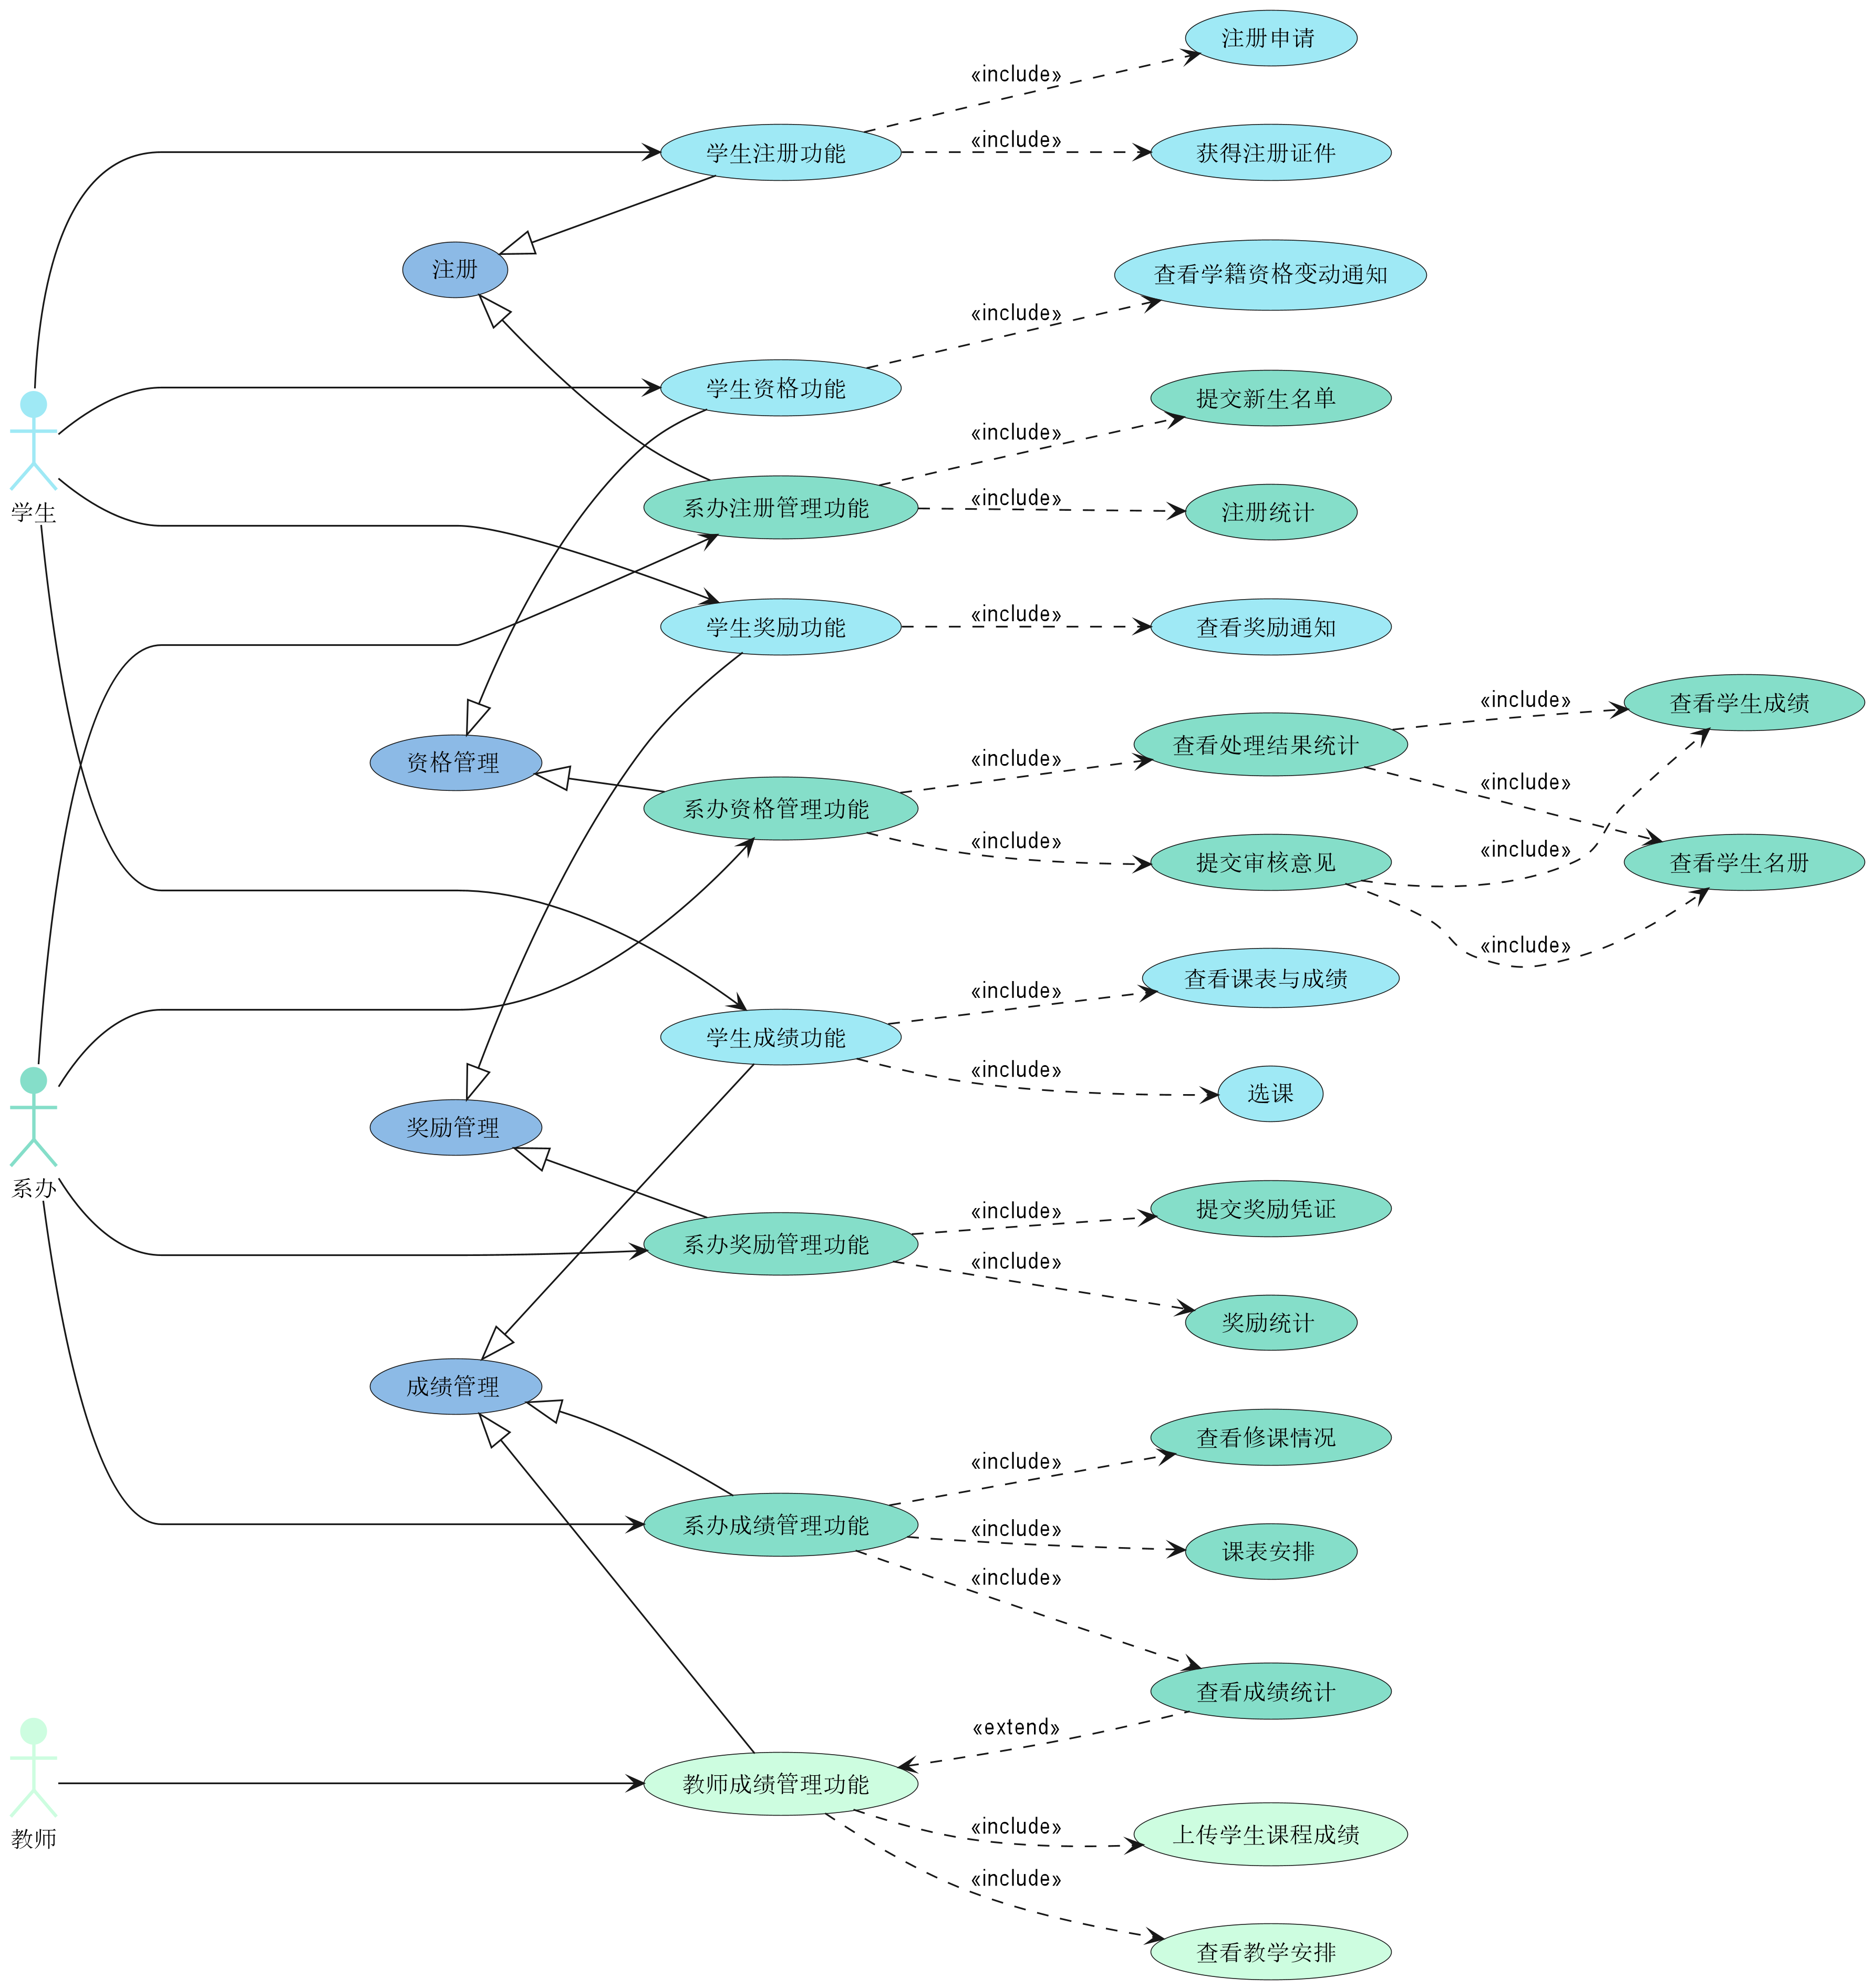 注册申请
«include»
«include»
学生注册功能
获得注册证件
注册
查看学籍资格变动通知
«include»
学生资格功能
提交新生名单
«include»
«include»
学生
系办注册管理功能
注册统计
«include»
学生奖励功能
查看奖励通知
«include»
查看学生成绩
查看处理结果统计
«include»
资格管理
«include»
系办资格管理功能
«include»
«include»
提交审核意见
查看学生名册
«include»
«include»
查看课表与成绩
学生成绩功能
«include»
选课
奖励管理
系办
«include»
提交奖励凭证
系办奖励管理功能
«include»
奖励统计
成绩管理
查看修课情况
«include»
系办成绩管理功能
«include»
课表安排
«include»
查看成绩统计
«extend»
教师成绩管理功能
教师
«include»
上传学生课程成绩
«include»
查看教学安排